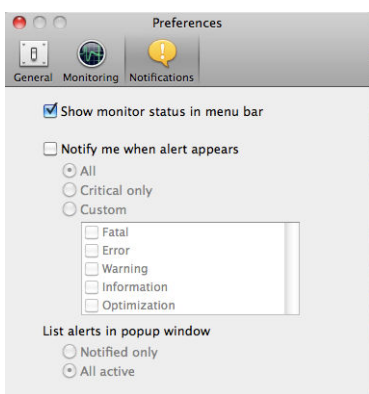 Preferences
General Monitoring Notifications
Show monitor status in menu bar
Notify me when alert appears
All
Critical only
Custom
Fatal
Error
Warning
Information
Optimization
List alerts in popup window
Notified only
All active